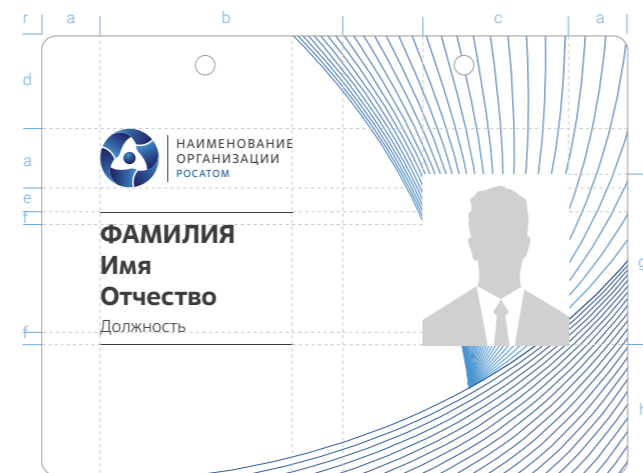 r a b c a
d
НАИМЕНОВАНИЕ
ОРГАНИЗАЦИИ
РОСАТОМ
a
e
f
ФАМИЛИЯ
Имя
Отчество
Должность
f
g
h